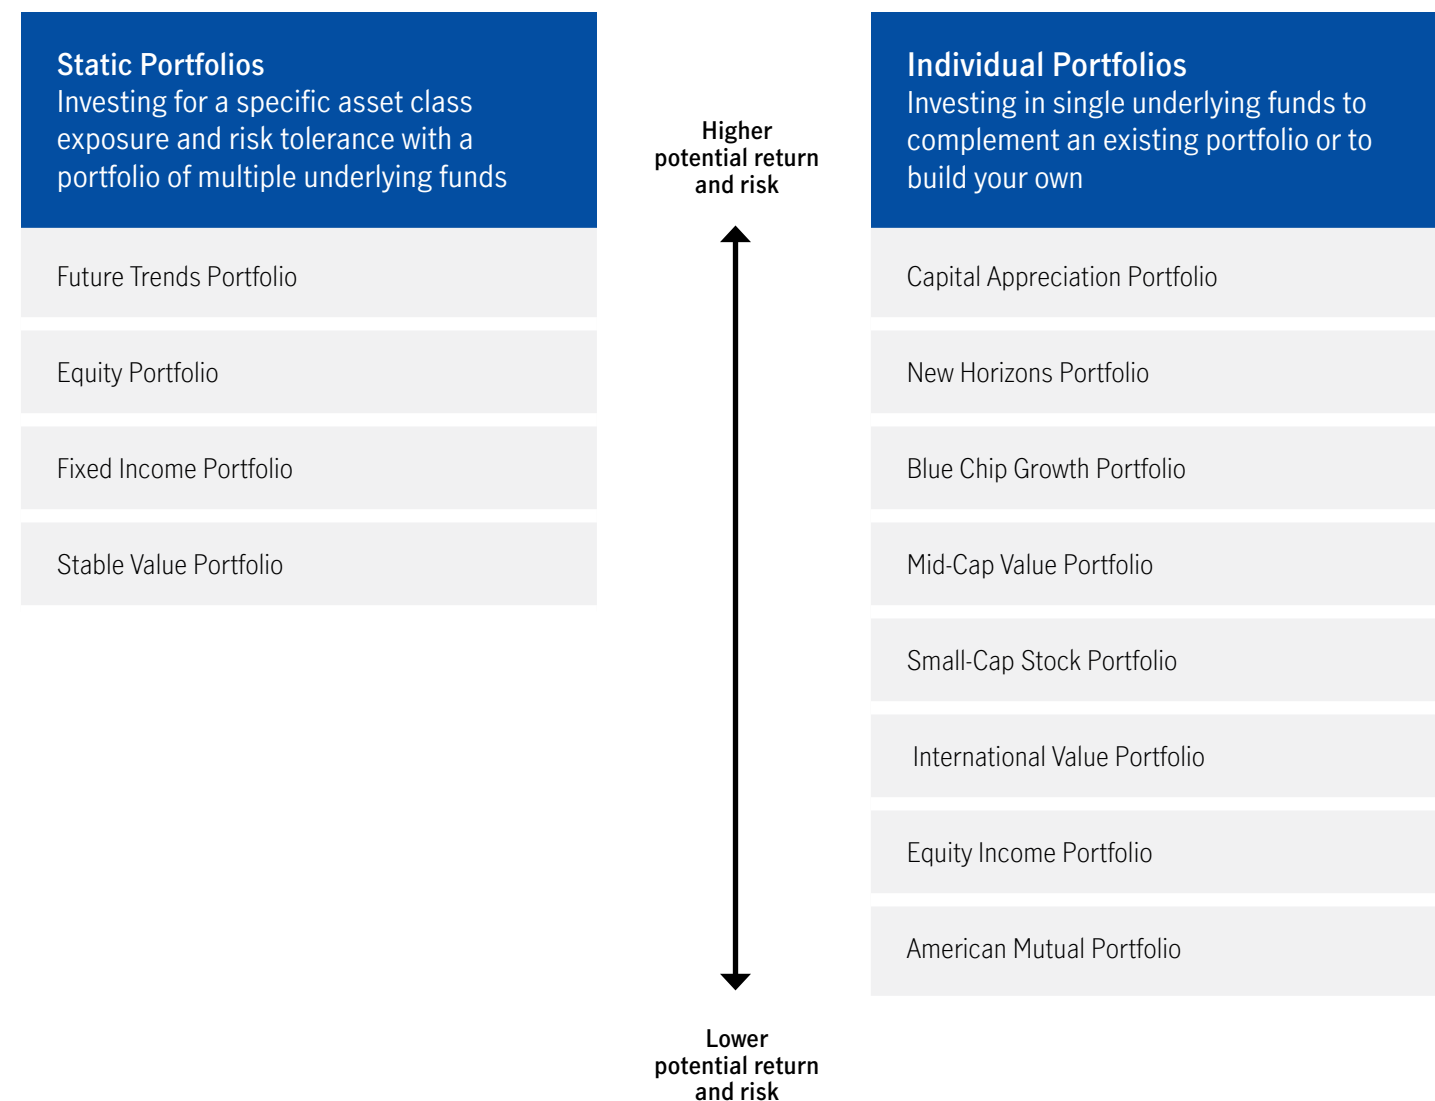 Static Portfolios
Investing for a specific asset class
exposure and risk tolerance with a
portfolio of multiple underlying funds
Future Trends Portfolio
Equity Portfolio
Fixed Income Portfolio
Stable Value Portfolio
Higher
potential return
and risk
Lower
potential return
and risk
Individual Portfolios
Investing in single underlying funds to
complement an existing portfolio or to
build your own
Capital Appreciation Portfolio
New Horizons Portfolio
Blue Chip Growth Portfolio
Mid-Cap Value Portfolio
Small-Cap Stock Portfolio
International Value Portfolio
Equity Income Portfolio
American Mutual Portfolio